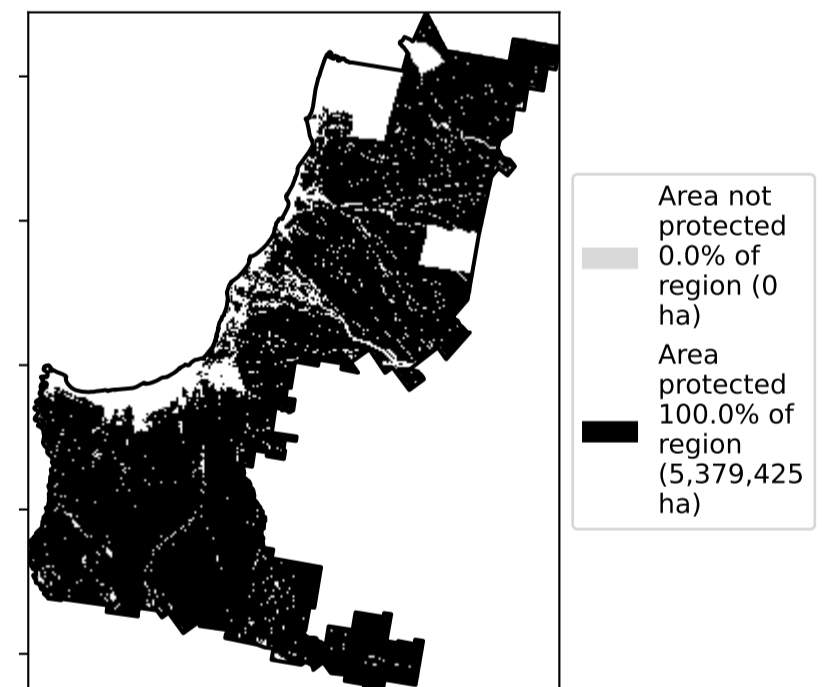 Area not
protected
0.0% of
region (0
ha)
Area
protected
100.0% of
region
(5,379,425
ha)